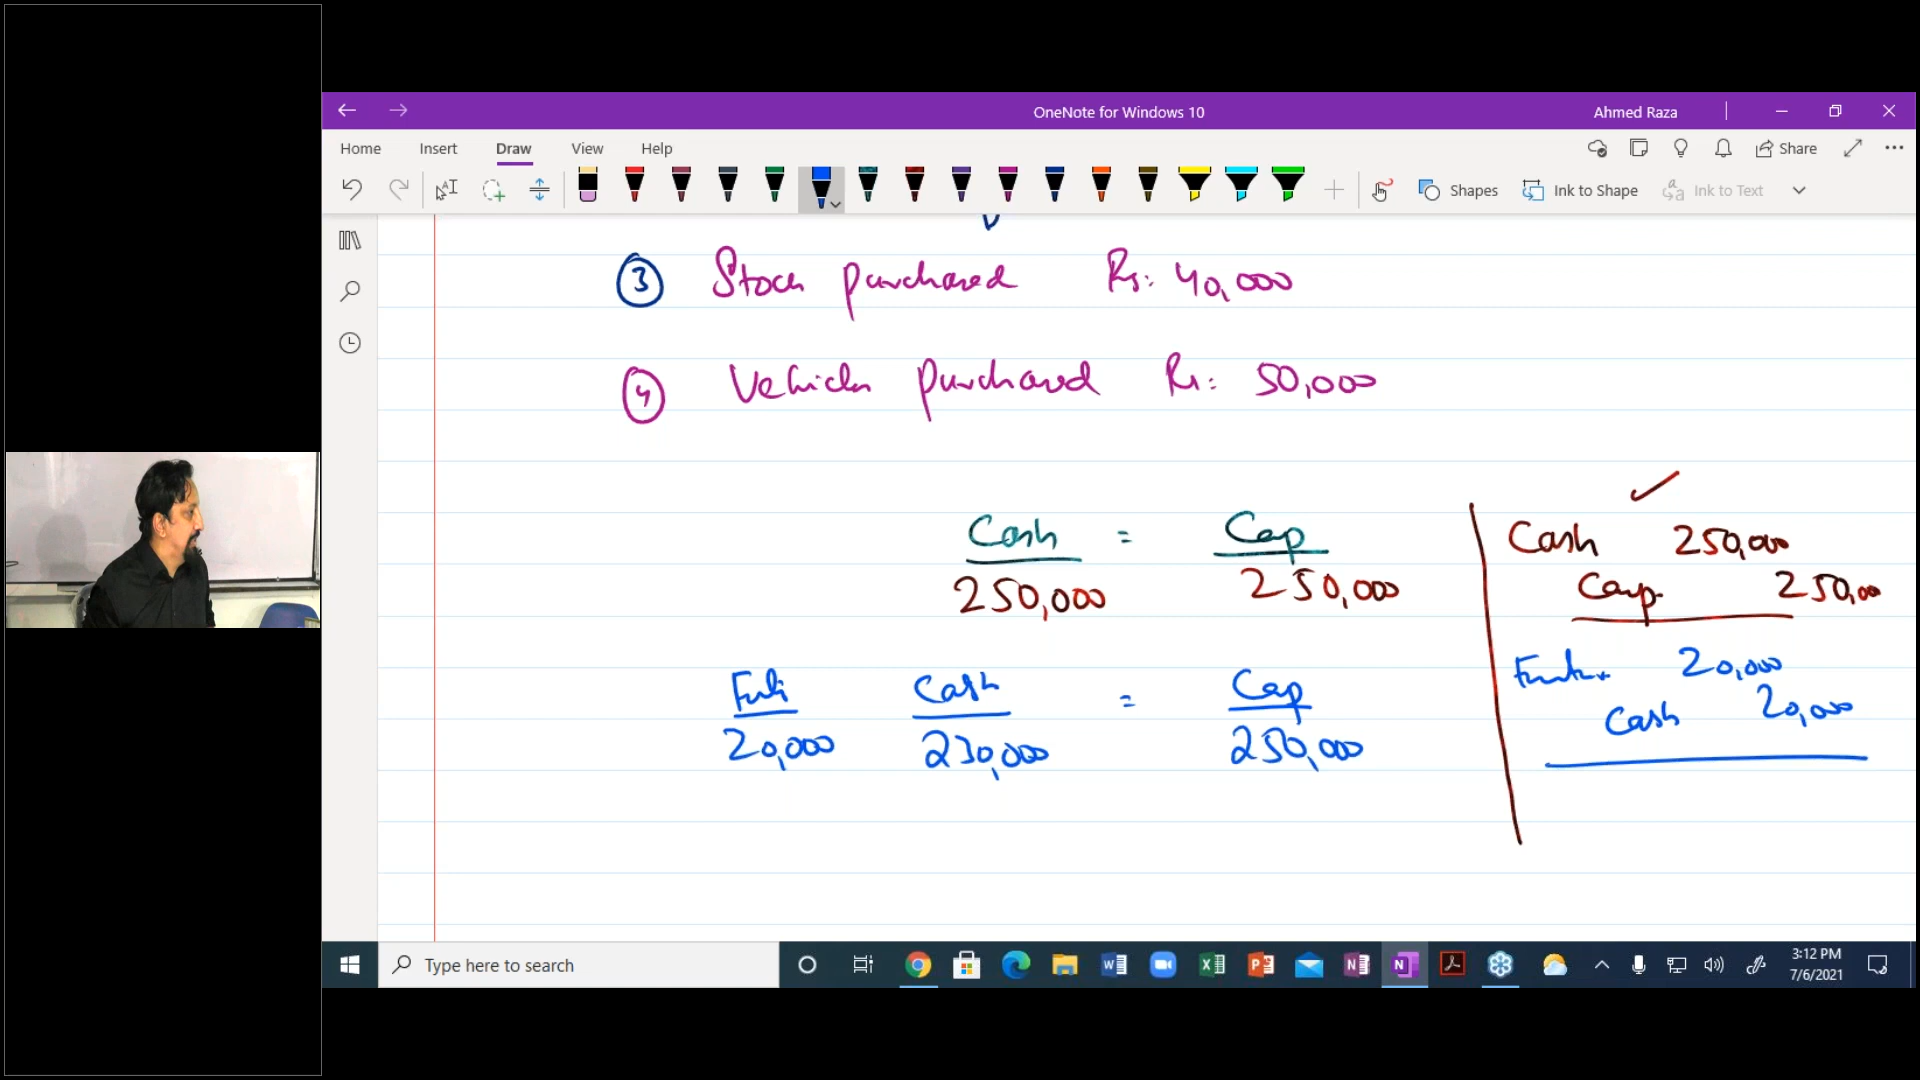 OneNote for Windows 10
Ahmed Raza
Home Insert Draw View Help
Share
Shapes Ink to Shape Ink to Text
3 Stock purchased Rs: 40,000
4 Vehicles purchased Rs: 50,000
Cash = Cap
250,000 250,000
Cash 250,000
Cap. 250,00
Furni Cash = Cap
20,000 230,000 250,000
20,000
Cash 20,000
Type here to search
3:12 PM
7/6/2021